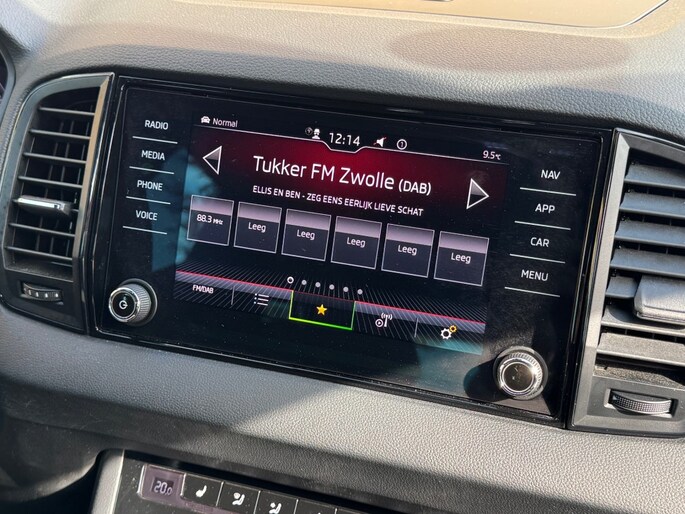 RADIO
MEDIA
PHONE
VOICE
Normal
12:14
9.5°C
Tukker FM Zwolle (DAB)
ELLIS EN BEN - ZEG EENS EERLIJK LIEVE SCHAT
88.3 MHz
Leeg
Leeg
Leeg
Leeg
Leeg
FM/DAB
NAV
APP
CAR
MENU
20.0